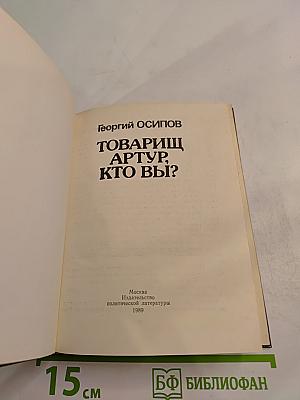 Георгий ОСИПОВ
ТОВАРИЩ
АРТУР,
КТО ВЫ?
Москва
Издательство
политической литературы
1989
15 см
БФ БИБЛИОФАН